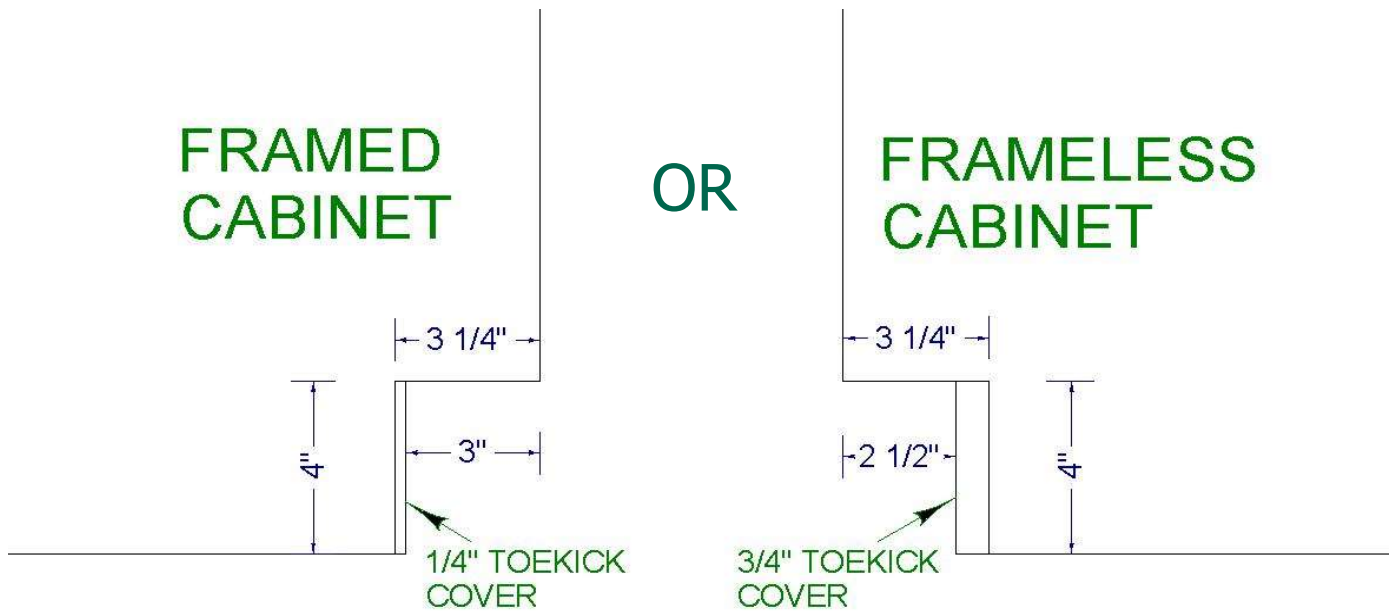 FRAMED
CABINET
OR
FRAMELESS
CABINET
3 1/4"
3 1/4"
4"
3"
2 1/2"
4"
1/4" TOEKICK
COVER
3/4" TOEKICK
COVER